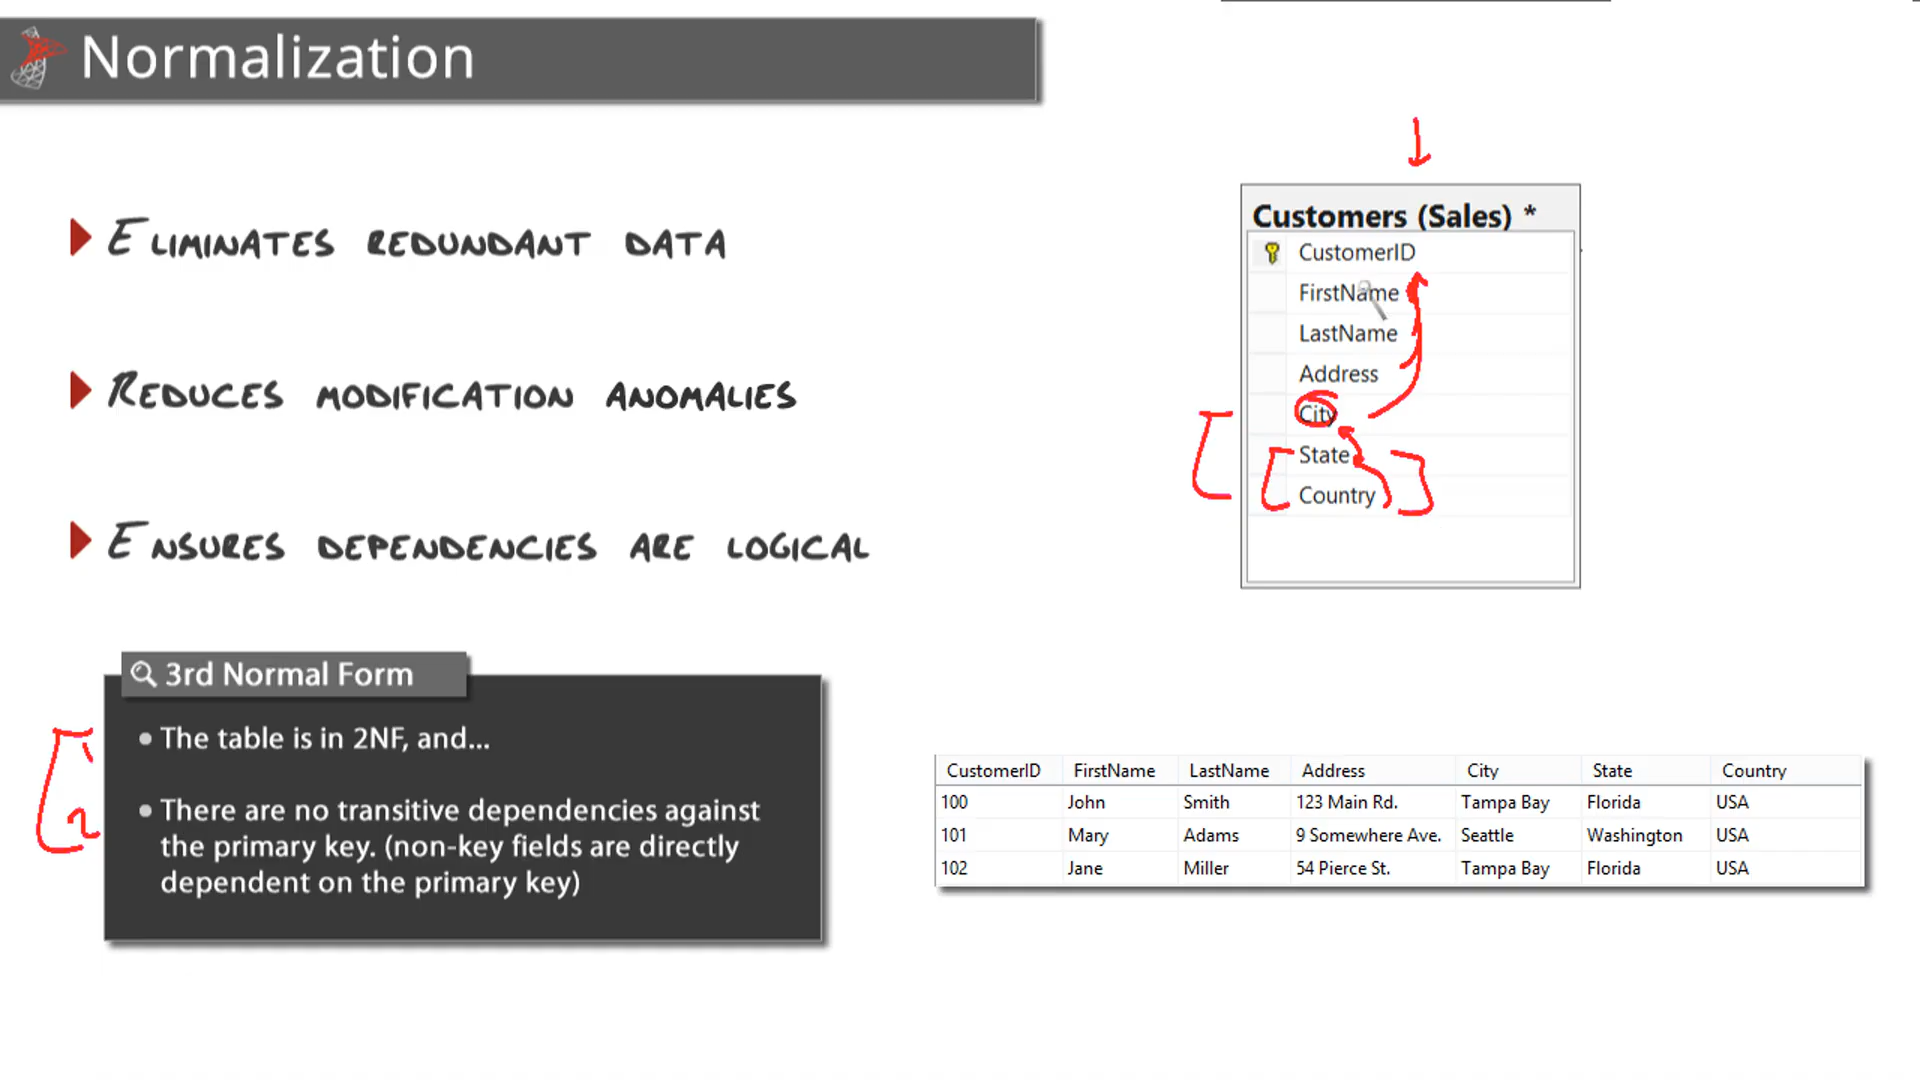 Normalization
Eliminates redundant data
Reduces modification anomalies
Ensures dependencies are logical
3rd Normal Form
• The table is in 2NF, and...
• There are no transitive dependencies against
the primary key. (non-key fields are directly
dependent on the primary key)
1
2
Customers (Sales) *
CustomerID
FirstName
LastName
Address
City
State
Country
CustomerID FirstName LastName Address City State Country
100 John Smith 123 Main Rd. Tampa Bay Florida USA
101 Mary Adams 9 Somewhere Ave. Seattle Washington USA
102 Jane Miller 54 Pierce St. Tampa Bay Florida USA